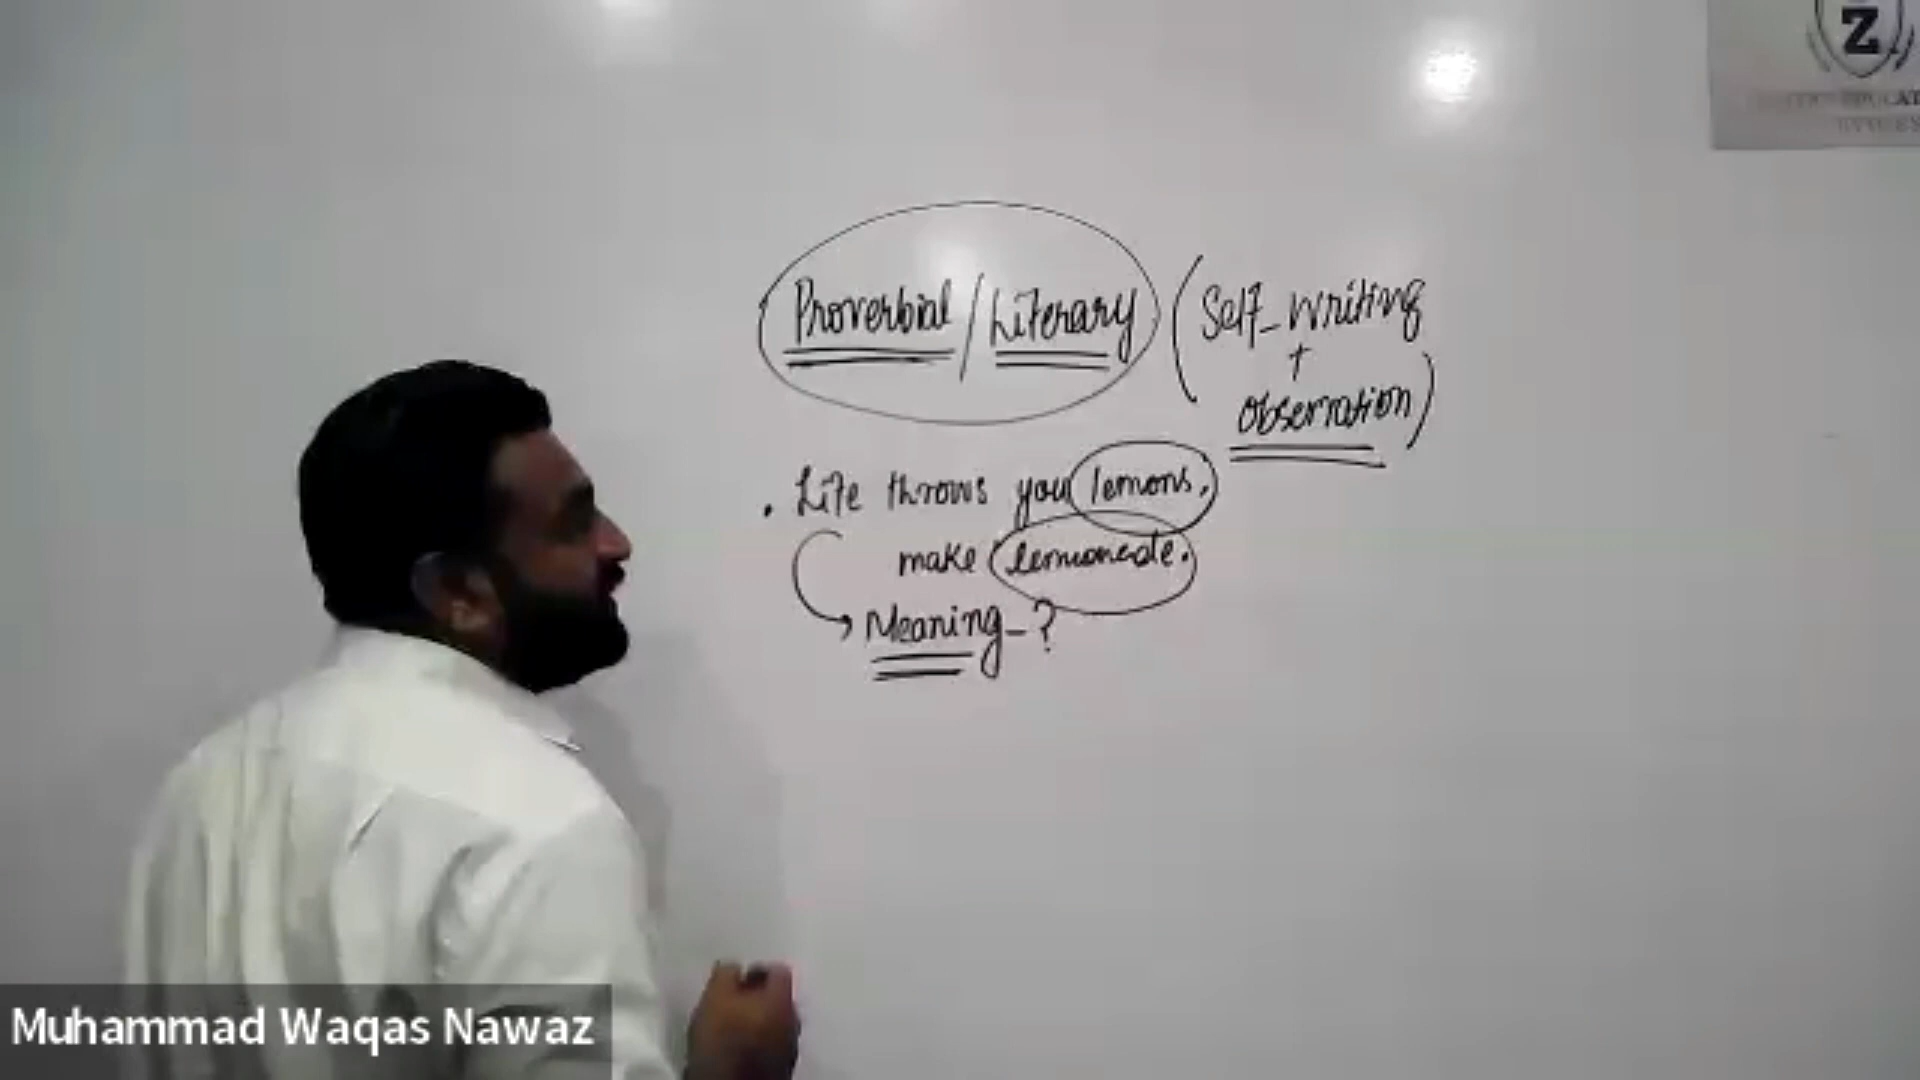 Z
Proverbial / Literary (Self-writing
+
observation)
. Life throws you lemons,
make lemonade.
Meaning-?
Muhammad Waqas Nawaz